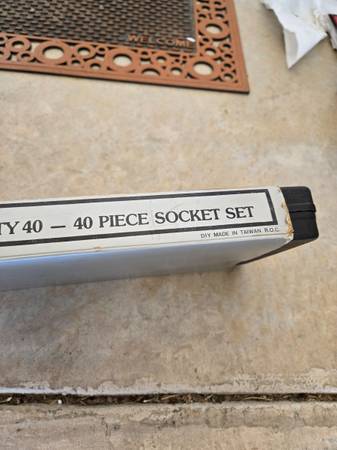 WELCOME
TY 40 — 40 PIECE SOCKET SET
DIY MADE IN TAIWAN R.O.C.